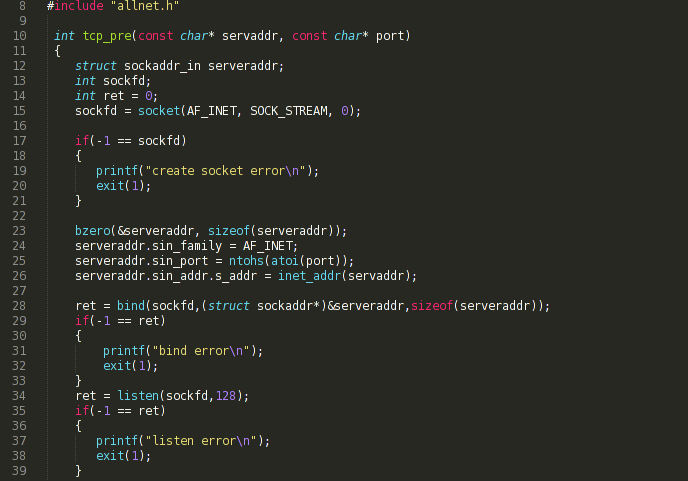 8 #include "allnet.h"
9
10 int tcp_pre(const char* servaddr, const char* port)
11 {
12 struct sockaddr_in serveraddr;
13 int sockfd;
14 int ret = 0;
15 sockfd = socket(AF_INET, SOCK_STREAM, 0);
16
17 if(-1 == sockfd)
18 {
19 printf("create socket error\n");
20 exit(1);
21 }
22
23 bzero(&serveraddr, sizeof(serveraddr));
24 serveraddr.sin_family = AF_INET;
25 serveraddr.sin_port = ntohs(atoi(port));
26 serveraddr.sin_addr.s_addr = inet_addr(servaddr);
27
28 ret = bind(sockfd,(struct sockaddr*)&serveraddr,sizeof(serveraddr));
29 if(-1 == ret)
30 {
31 printf("bind error\n");
32 exit(1);
33 }
34 ret = listen(sockfd,128);
35 if(-1 == ret)
36 {
37 printf("listen error\n");
38 exit(1);
39 }